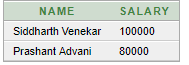 NAME SALARY
Siddharth Venekar 100000
Prashant Advani 80000